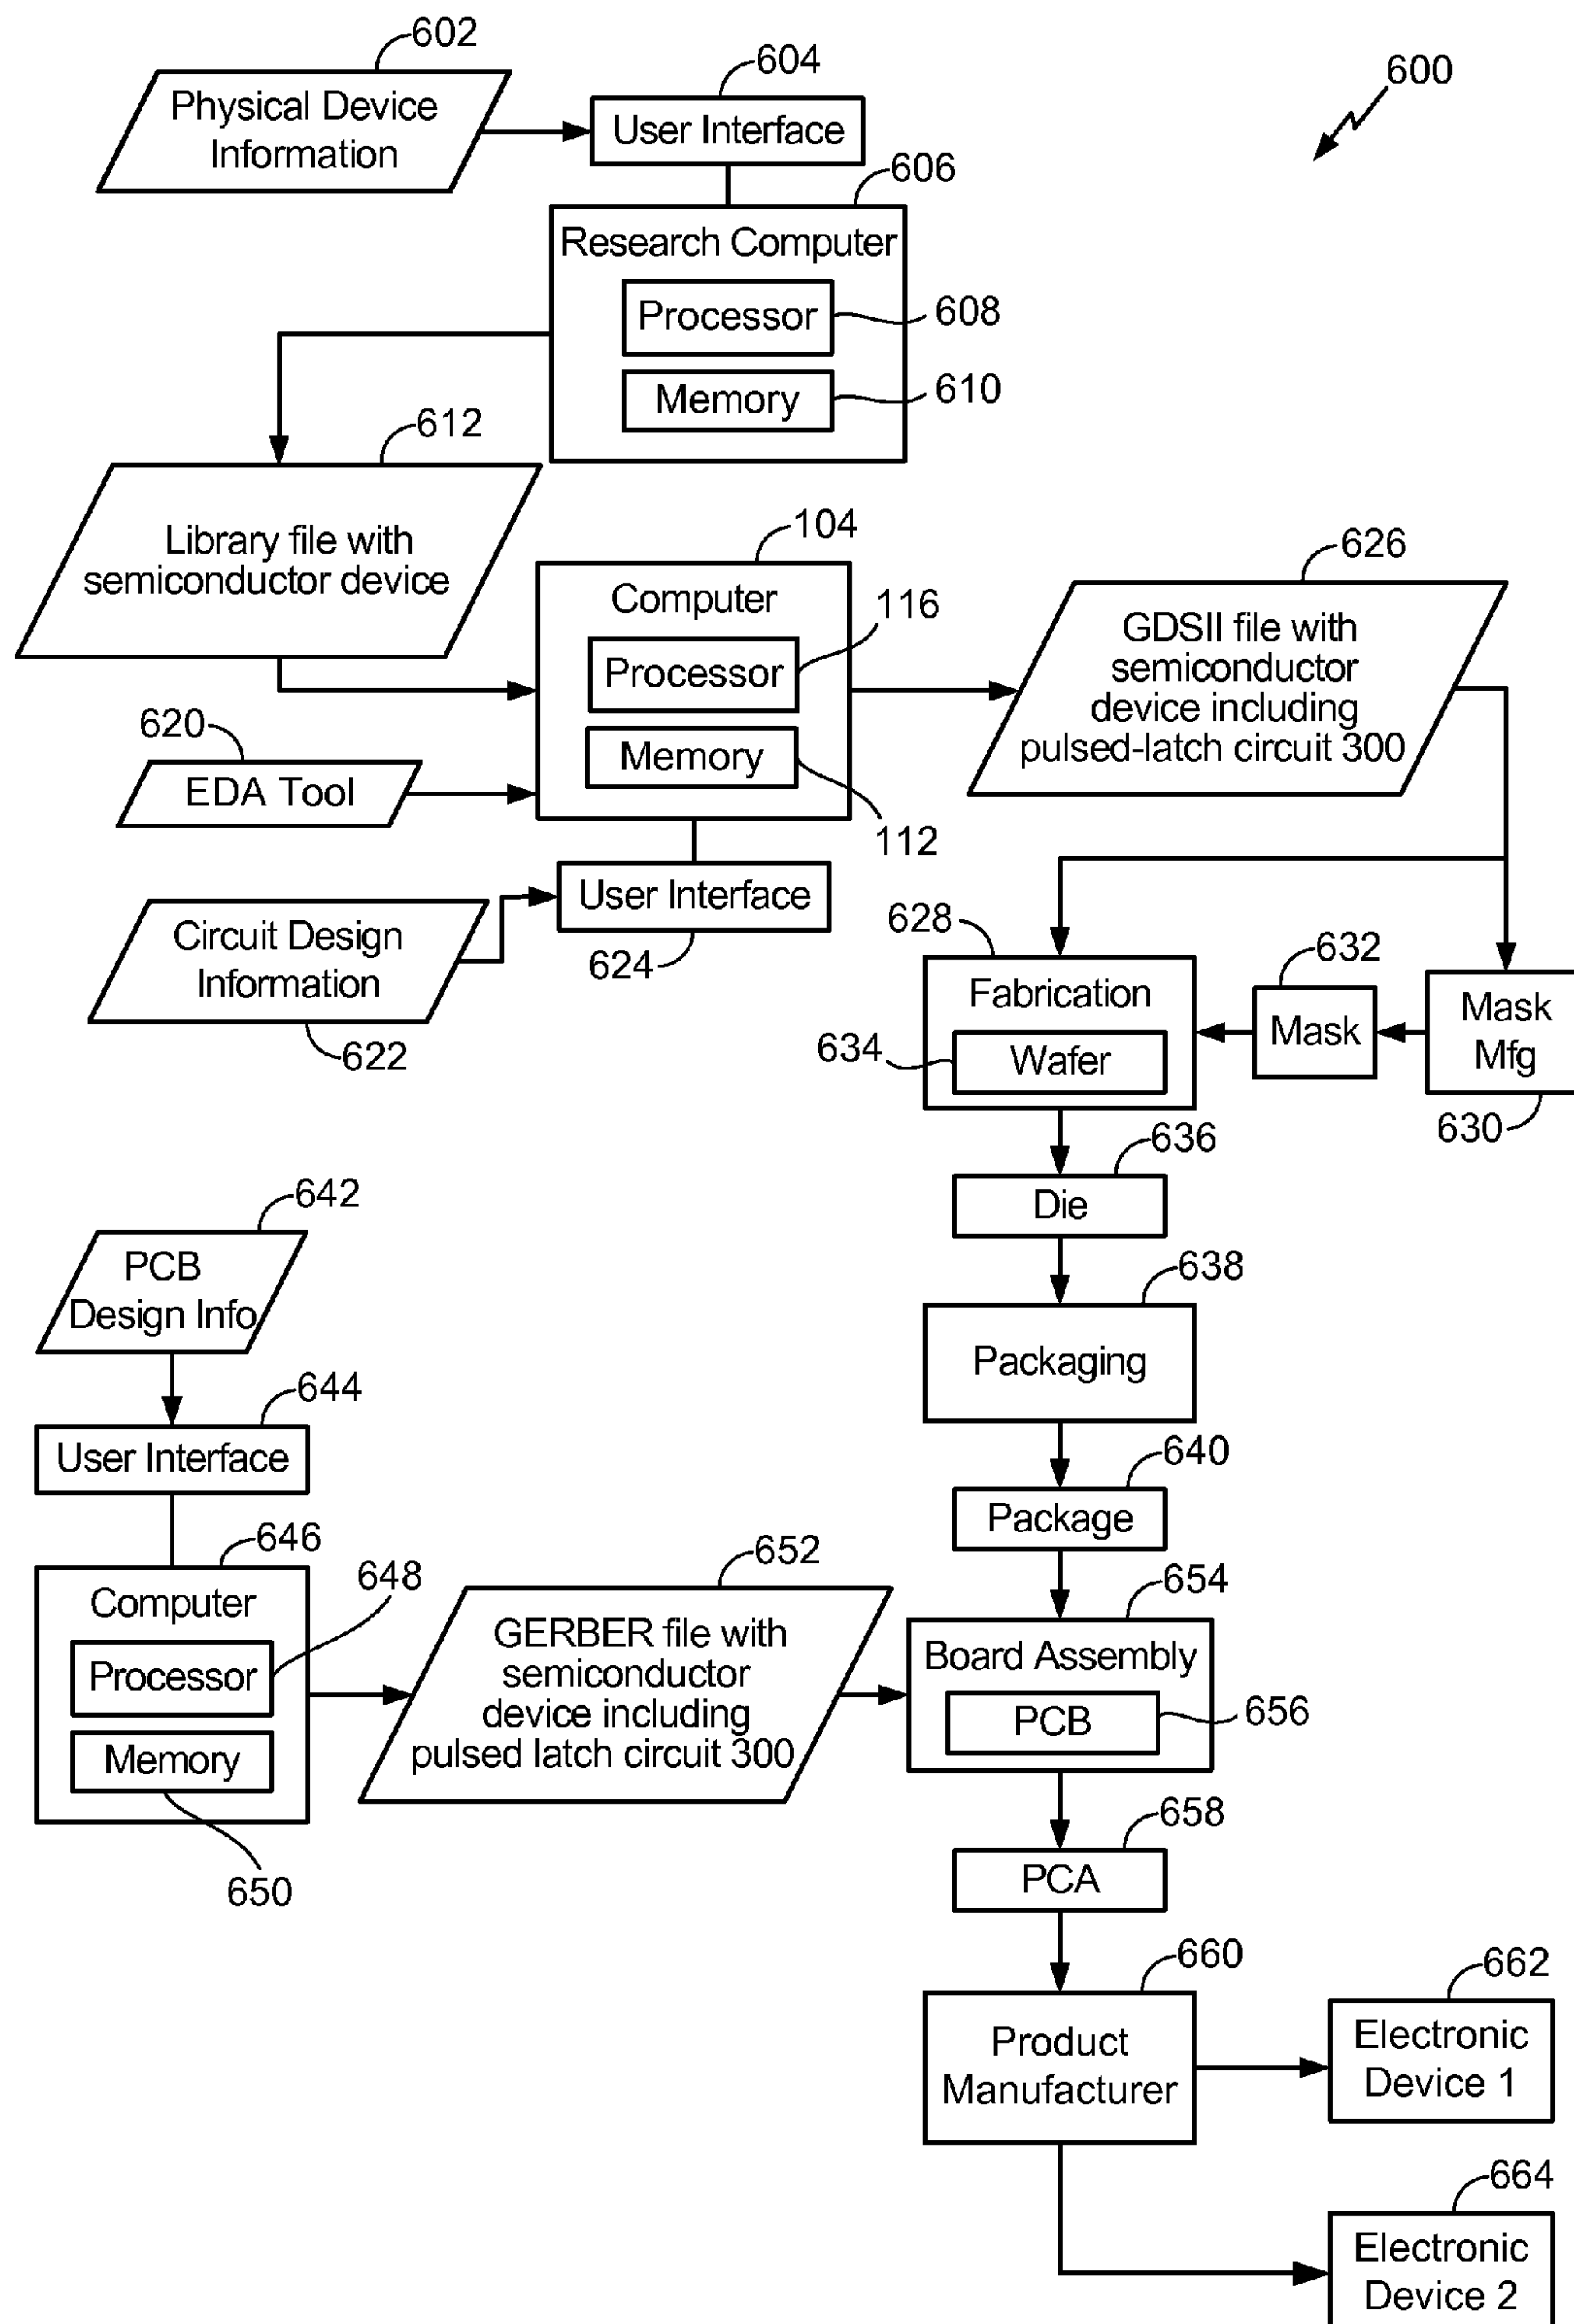 602
Physical Device
Information
604
User Interface
600
606
Research Computer
Processor
608
Memory
610
612
Library file with
semiconductor device
104
Computer
116
Processor
Memory
112
620
EDA Tool
626
GDSII file with
semiconductor
device including
pulsed-latch circuit 300
User Interface
624
Circuit Design
Information
622
628
Fabrication
634
Wafer
632
Mask
Mask
Mfg
630
636
Die
638
Packaging
640
Package
642
PCB
Design Info
644
User Interface
646
Computer
648
Processor
Memory
650
652
GERBER file with
semiconductor
device including
pulsed latch circuit 300
654
Board Assembly
PCB
656
658
PCA
660
Product
Manufacturer
662
Electronic
Device 1
664
Electronic
Device 2